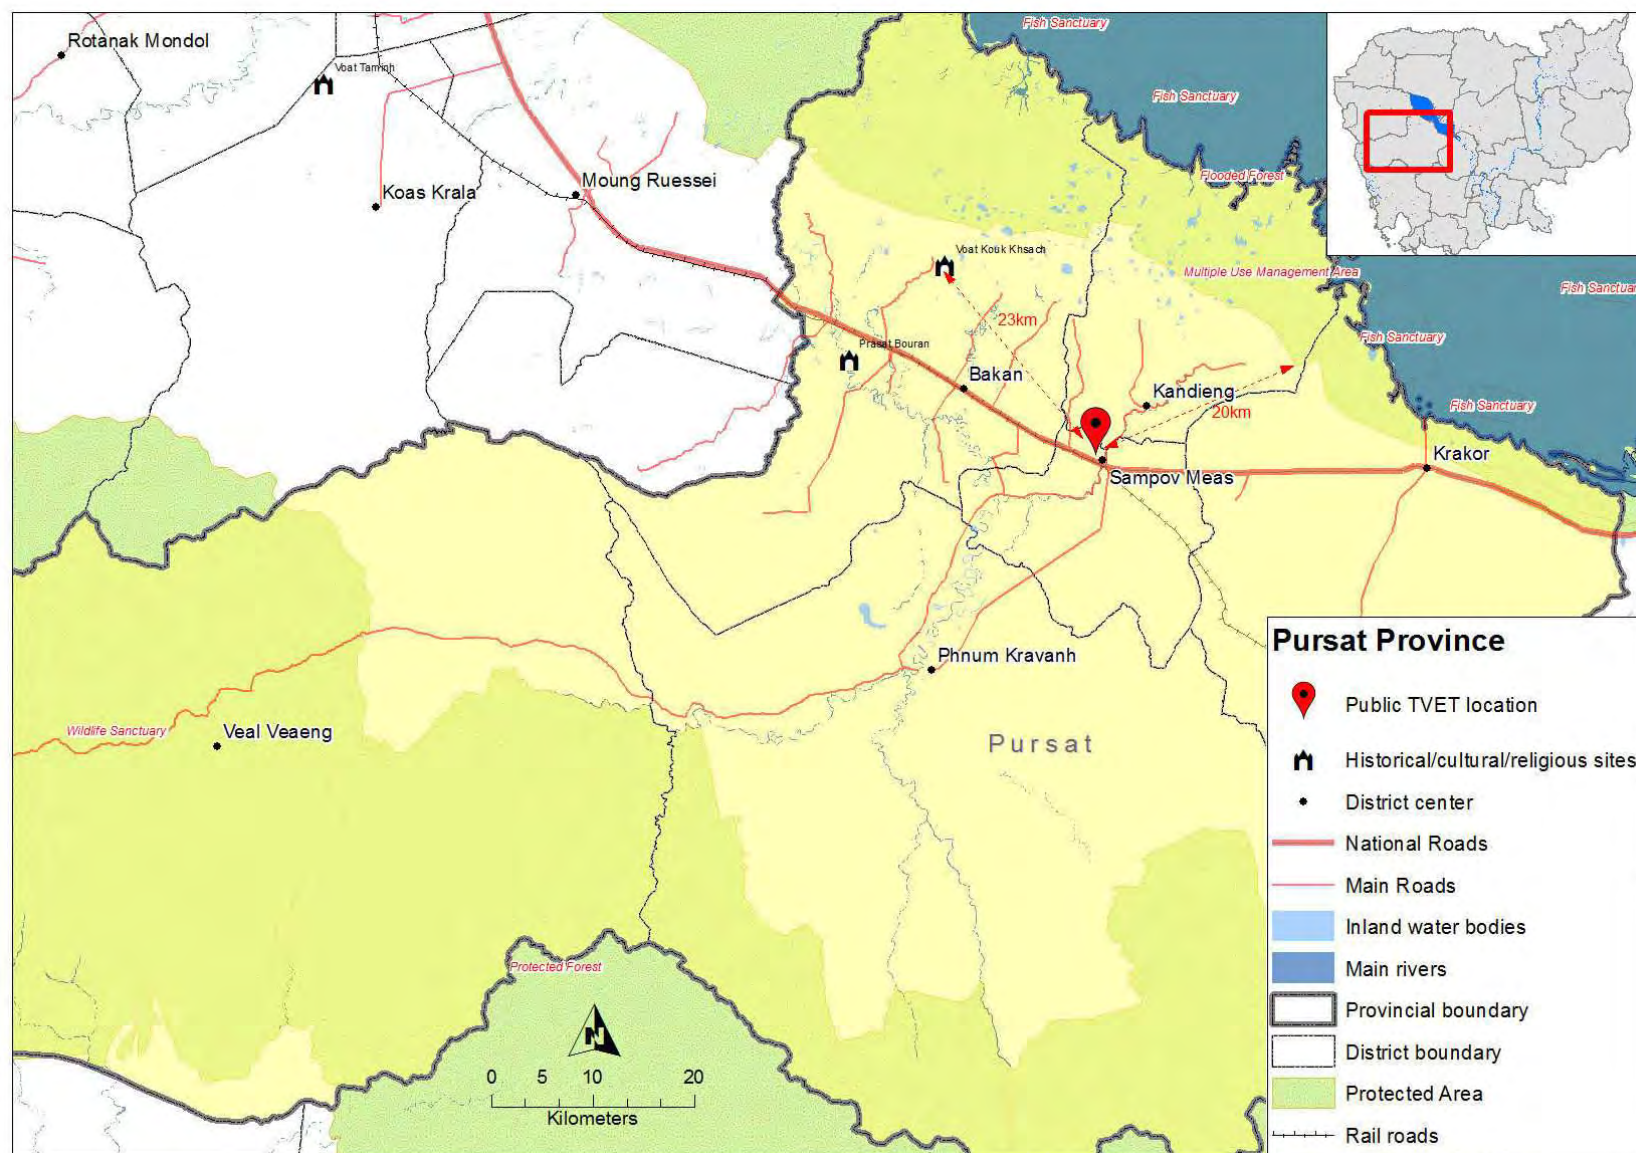 Rotanak Mondol
Voat Taminh
Koas Krala
Moung Ruessei
Fish Sanctuary
Fish Sanctuary
Flooded Forest
Voat Kouk Khsach
Multiple Use Management Area
Fish Sanctuary
23km
Fish Sanctuary
Prasat Bouran
Bakan
Kandieng
20km
Fish Sanctuary
Krakor
Sampov Meas
Phnum Kravanh
Wildlife Sanctuary
Veal Veaeng
Pursat
Protected Forest
N
0 5 10 20
Kilometers
Pursat Province
Public TVET location
Historical/cultural/religious sites
District center
National Roads
Main Roads
Inland water bodies
Main rivers
Provincial boundary
District boundary
Protected Area
Rail roads